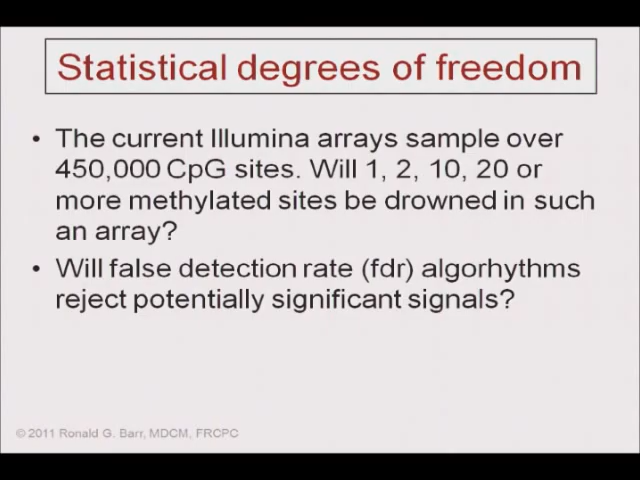 Statistical degrees of freedom
• The current Illumina arrays sample over
450,000 CpG sites. Will 1, 2, 10, 20 or
more methylated sites be drowned in such
an array?
• Will false detection rate (fdr) algorhythms
reject potentially significant signals?
© 2011 Ronald G. Barr, MDCM, FRCPC